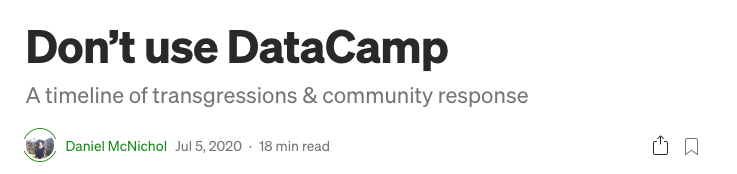 Don’t use DataCamp
A timeline of transgressions & community response
Daniel McNichol Jul 5, 2020 · 18 min read